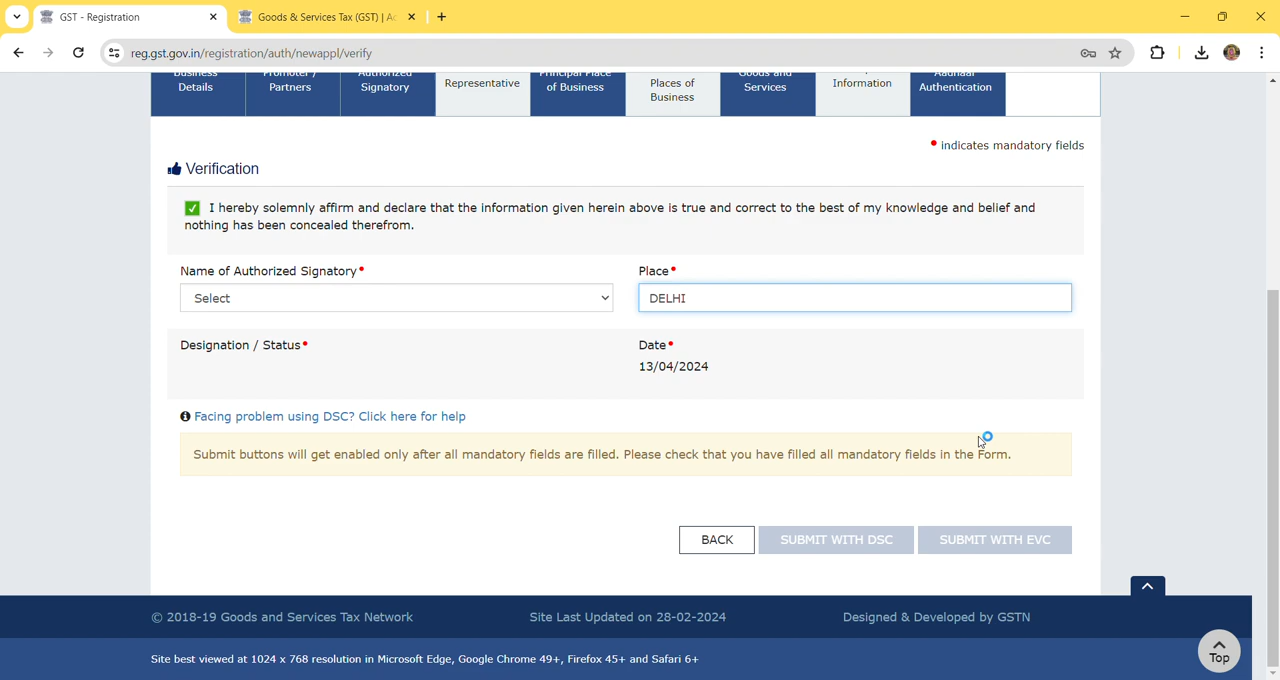 GST - Registration
Goods & Services Tax (GST) | Ac
reg.gst.gov.in/registration/auth/newappl/verify
Business Details
Promoter / Partners
Authorized Signatory
Representative
Principal Place of Business
Places of Business
Goods and Services
Information
Aadhaar Authentication
• indicates mandatory fields
Verification
I hereby solemnly affirm and declare that the information given herein above is true and correct to the best of my knowledge and belief and
nothing has been concealed therefrom.
Name of Authorized Signatory•
Place•
Select
DELHI
Designation / Status•
Date•
13/04/2024
Facing problem using DSC? Click here for help
Submit buttons will get enabled only after all mandatory fields are filled. Please check that you have filled all mandatory fields in the Form.
BACK
SUBMIT WITH DSC
SUBMIT WITH EVC
© 2018-19 Goods and Services Tax Network
Site Last Updated on 28-02-2024
Designed & Developed by GSTN
Site best viewed at 1024 x 768 resolution in Microsoft Edge, Google Chrome 49+, Firefox 45+ and Safari 6+
Top